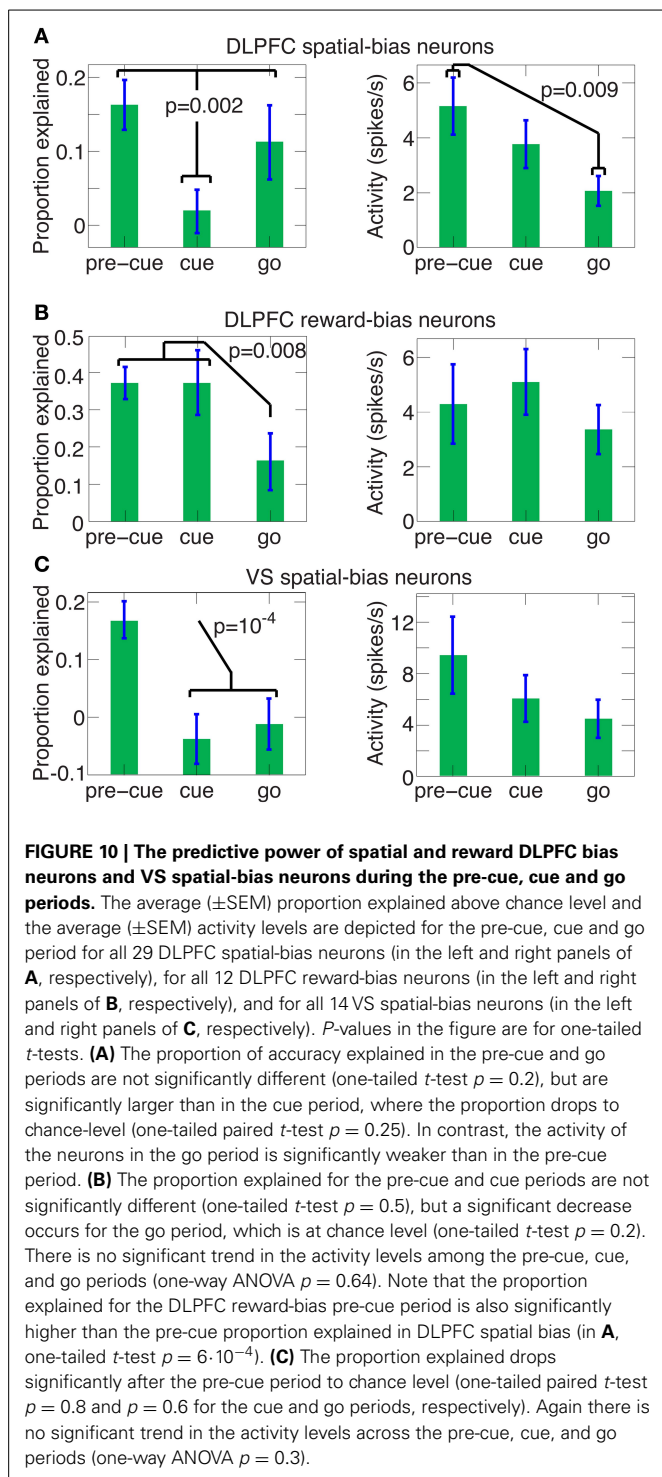 A
DLPFC spatial-bias neurons
Proportion explained
0.2
0.1
0
p=0.002
pre-cue cue go
Activity (spikes/s)
6
4
2
0
p=0.009
pre-cue cue go
B
DLPFC reward-bias neurons
Proportion explained
0.5
0.4
0.3
0.2
0.1
p=0.008
pre-cue cue go
Activity (spikes/s)
6
4
2
0
pre-cue cue go
C
VS spatial-bias neurons
Proportion explained
0.2
0.1
0
-0.1
p=10-4
pre-cue cue go
Activity (spikes/s)
12
8
4
0
pre-cue cue go
FIGURE 10 | The predictive power of spatial and reward DLPFC bias
neurons and VS spatial-bias neurons during the pre-cue, cue and go
periods. The average (±SEM) proportion explained above chance level and
the average (±SEM) activity levels are depicted for the pre-cue, cue and go
period for all 29 DLPFC spatial-bias neurons (in the left and right panels of
A, respectively), for all 12 DLPFC reward-bias neurons (in the left and right
panels of B, respectively), and for all 14 VS spatial-bias neurons (in the left
and right panels of C, respectively). P-values in the figure are for one-tailed
t-tests. (A) The proportion of accuracy explained in the pre-cue and go
periods are not significantly different (one-tailed t-test p = 0.2), but are
significantly larger than in the cue period, where the proportion drops to
chance-level (one-tailed paired t-test p = 0.25). In contrast, the activity of
the neurons in the go period is significantly weaker than in the pre-cue
period. (B) The proportion explained for the pre-cue and cue periods are not
significantly different (one-tailed t-test p = 0.5), but a significant decrease
occurs for the go period, which is at chance level (one-tailed t-test p = 0.2).
There is no significant trend in the activity levels among the pre-cue, cue,
and go periods (one-way ANOVA p = 0.64). Note that the proportion
explained for the DLPFC reward-bias pre-cue period is also significantly
higher than the pre-cue proportion explained in DLPFC spatial bias (in A,
one-tailed t-test p = 6·10−4). (C) The proportion explained drops
significantly after the pre-cue period to chance level (one-tailed paired t-test
p = 0.8 and p = 0.6 for the cue and go periods, respectively). Again there is
no significant trend in the activity levels across the pre-cue, cue, and go
periods (one-way ANOVA p = 0.3).